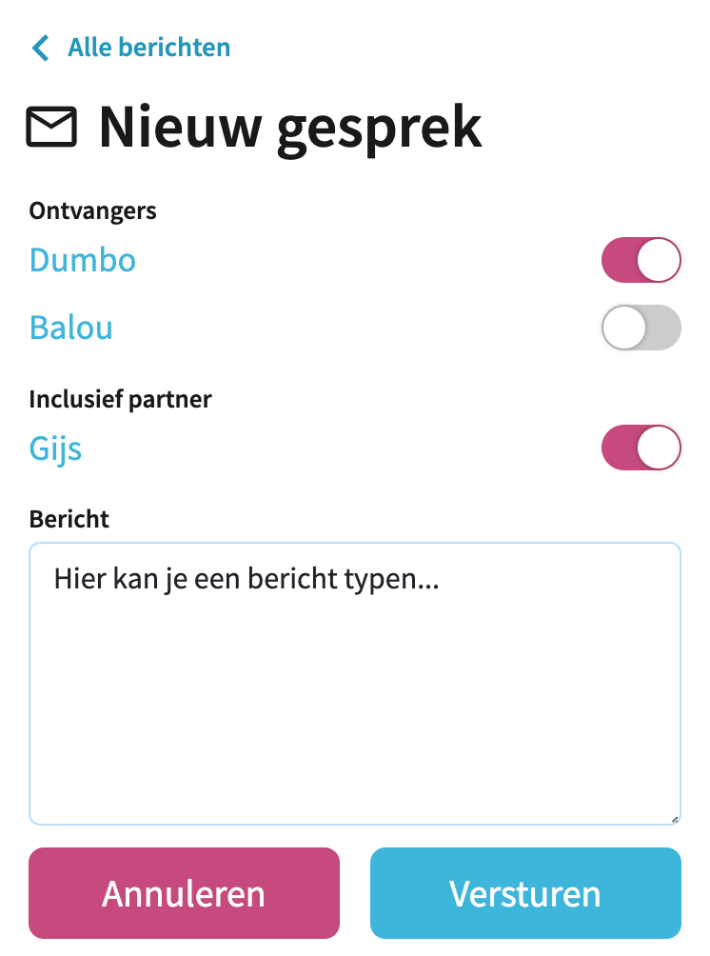 Alle berichten
Nieuw gesprek
Ontvangers
Dumbo
Balou
Inclusief partner
Gijs
Bericht
Hier kan je een bericht typen...
Annuleren
Versturen